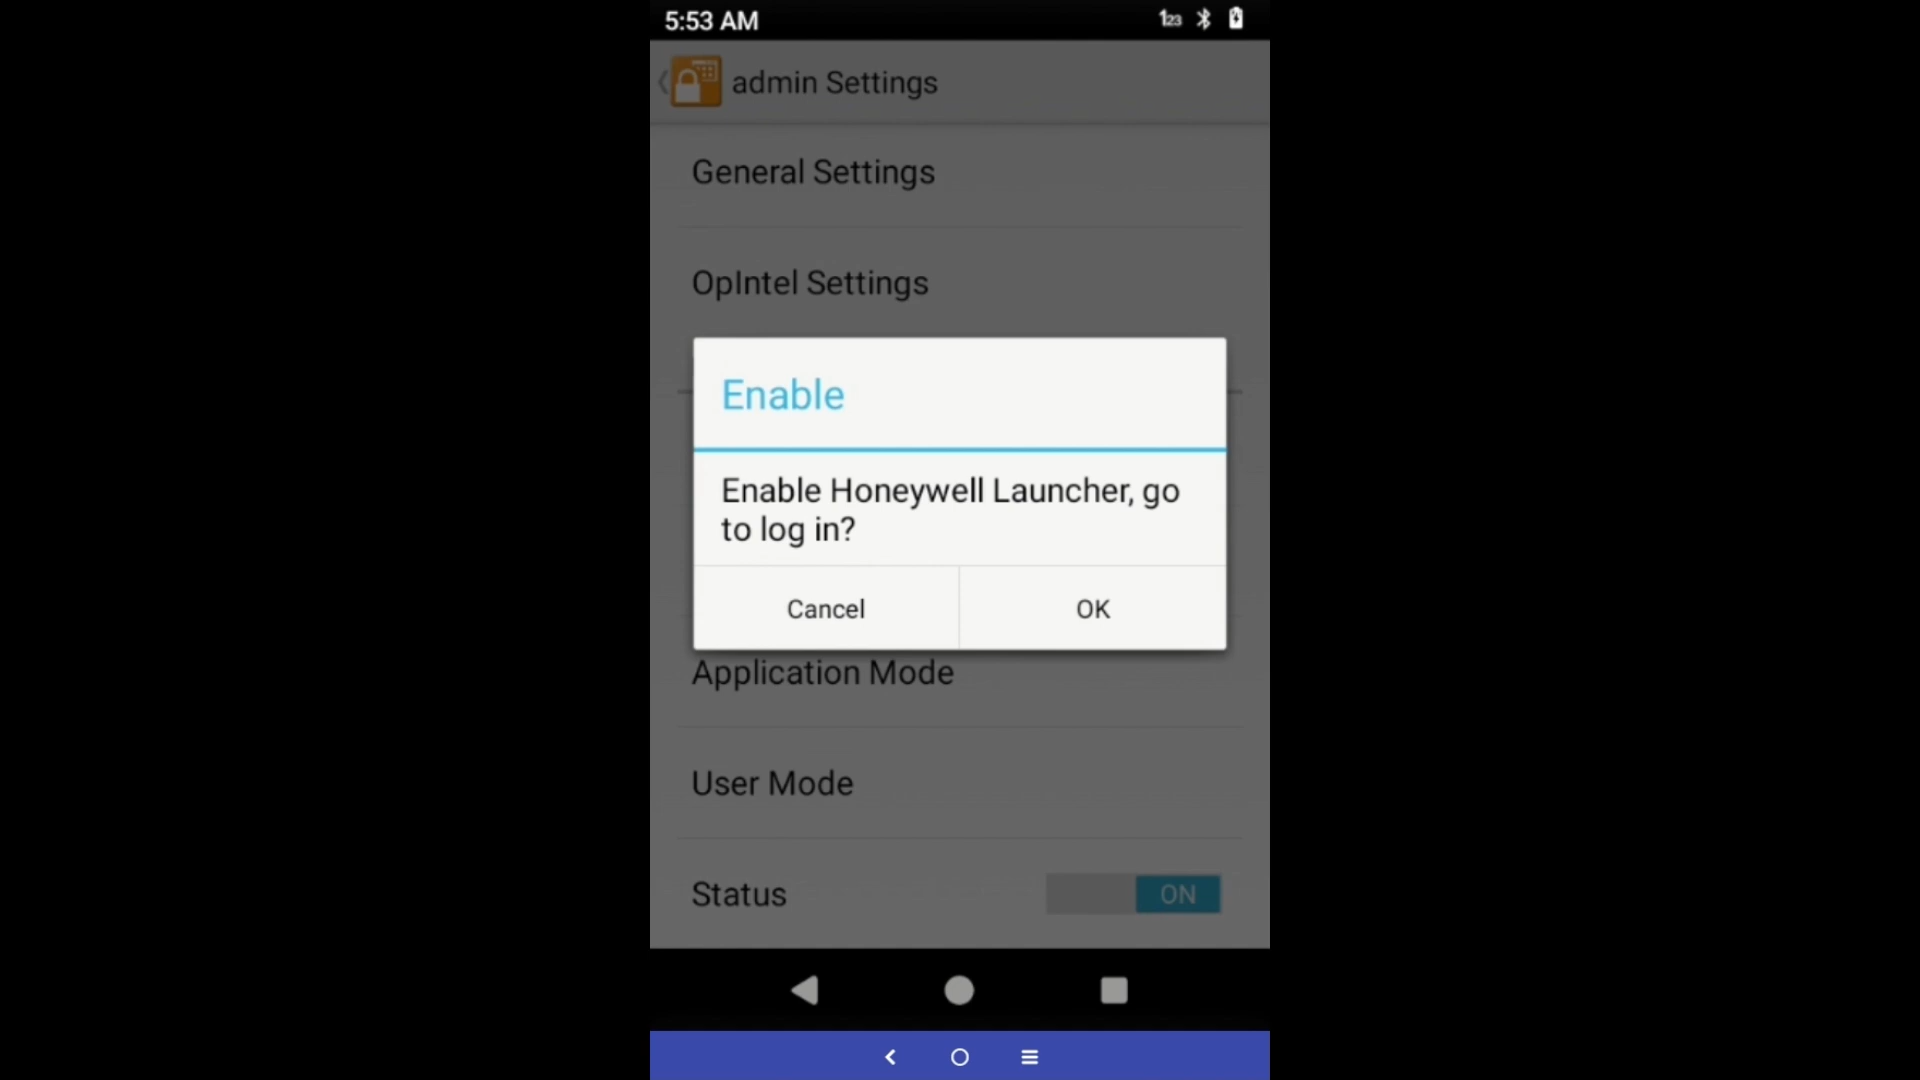 5:53 AM
123
admin Settings
General Settings
OpIntel Settings
Enable
Enable Honeywell Launcher, go
to log in?
Cancel
OK
Application Mode
User Mode
Status
ON